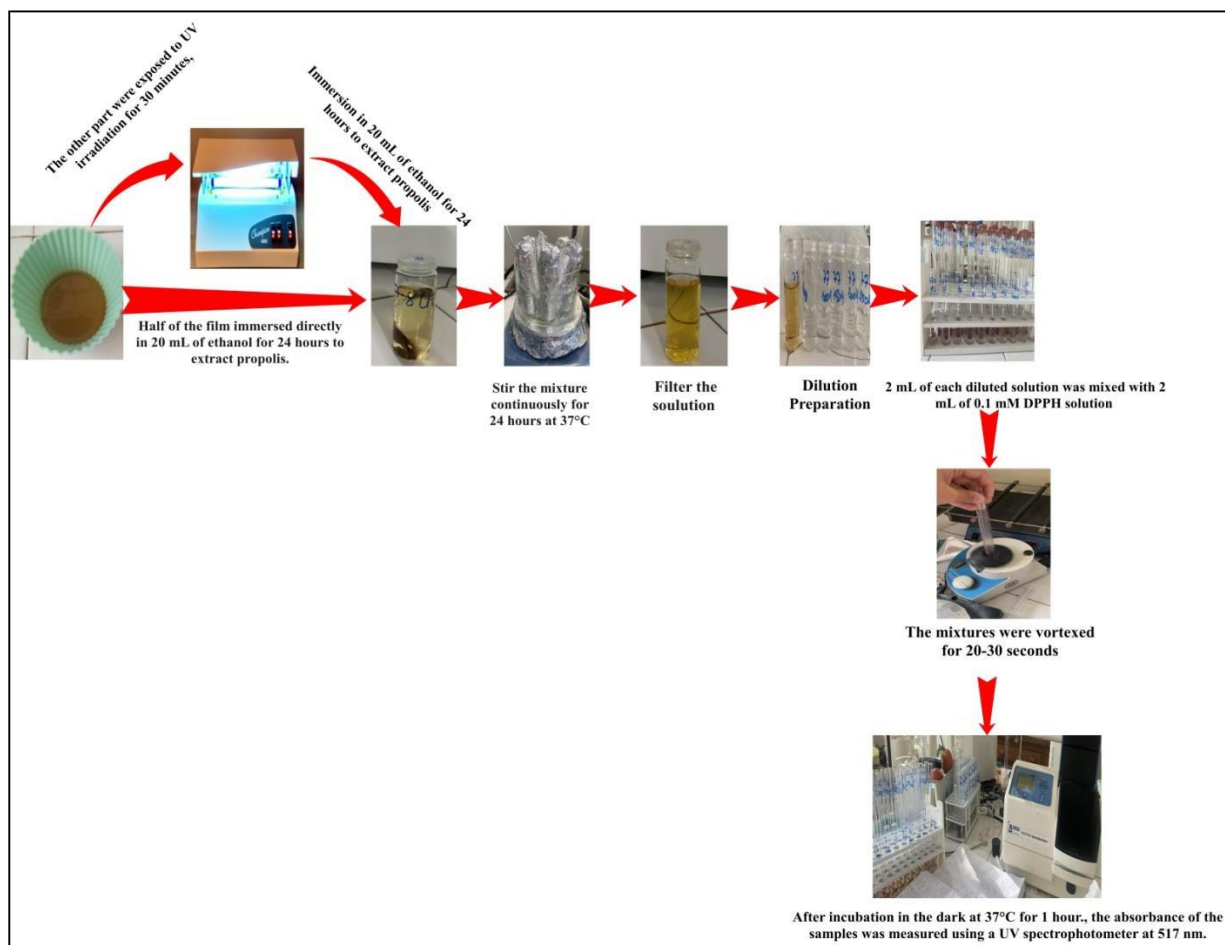 The other part were exposed to UV
irradiation for 30 minutes,
Immersion in 20 mL of ethanol for 24
hours to extract propolis
Half of the film immersed directly
in 20 mL of ethanol for 24 hours to
extract propolis.
Stir the mixture
continuously for
24 hours at 37°C
Filter the
soulution
Dilution
Preparation
2 mL of each diluted solution was mixed with 2
mL of 0.1 mM DPPH solution
The mixtures were vortexed
for 20-30 seconds
After incubation in the dark at 37°C for 1 hour., the absorbance of the
samples was measured using a UV spectrophotometer at 517 nm.